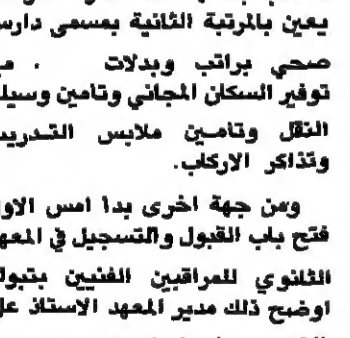 يعين بالمرتبة الثانية بمسمى دارس
صحي براتب وبدلات . مع
توفير السكان المجاني وتامين وسيلة
النقل وتامين ملابس التدريب
وتذاكر الاركاب.
ومن جهة اخرى بدا امس الاول
فتح باب القبول والتسجيل في المعهد
الثانوي للمراقبين الفنيين بتبوك
اوضح ذلك مدير المعهد الاستاذ